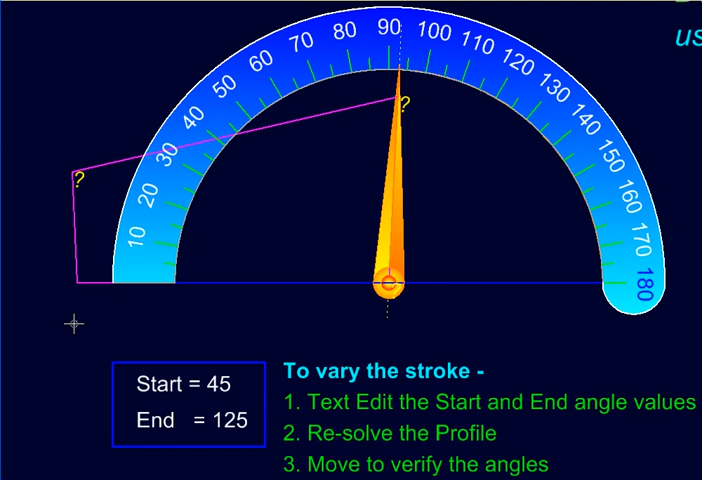 us
10 20 30 40 50 60 70 80 90 100 110 120 130 140 150 160 170 180
?
?
Start = 45
End = 125
To vary the stroke -
1. Text Edit the Start and End angle values
2. Re-solve the Profile
3. Move to verify the angles